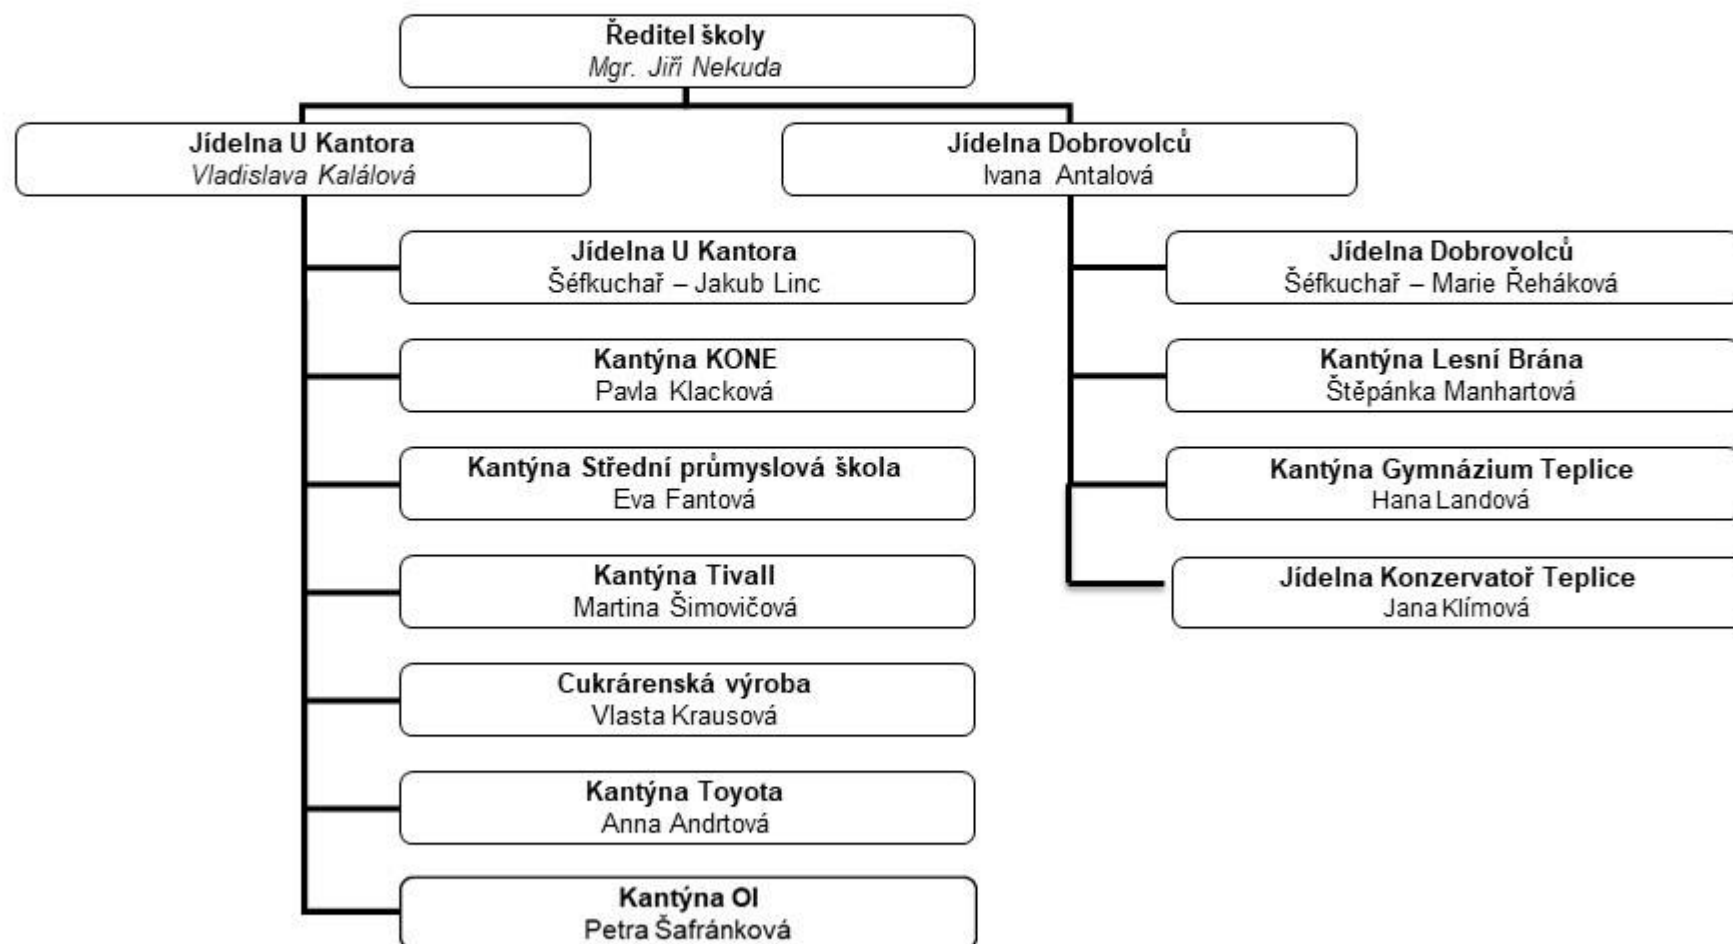 Ředitel školy
Mgr. Jiří Nekuda
Jídelna U Kantora
Vladislava Kalálová
Jídelna Dobrovolců
Ivana Antalová
Jídelna U Kantora
Šéfkuchař – Jakub Linc
Kantýna KONE
Pavla Klacková
Kantýna Střední průmyslová škola
Eva Fantová
Kantýna Tivall
Martina Šimovičová
Cukrárenská výroba
Vlasta Krausová
Kantýna Toyota
Anna Andrtová
Kantýna OI
Petra Šafránková
Jídelna Dobrovolců
Šéfkuchař – Marie Řeháková
Kantýna Lesní Brána
Štěpánka Manhartová
Kantýna Gymnázium Teplice
Hana Landová
Jídelna Konzervatoř Teplice
Jana Klímová